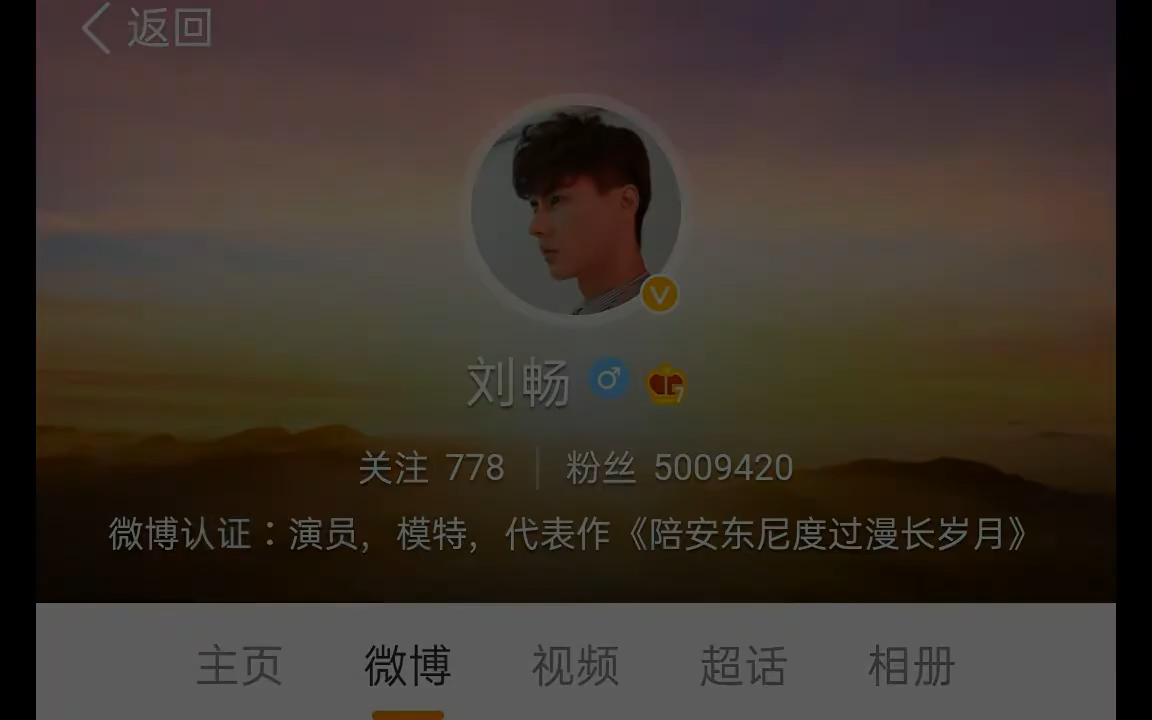 返回
刘畅
关注 778 | 粉丝 5009420
微博认证：演员，模特，代表作《陪安东尼度过漫长岁月》
主页 微博 视频 超话 相册